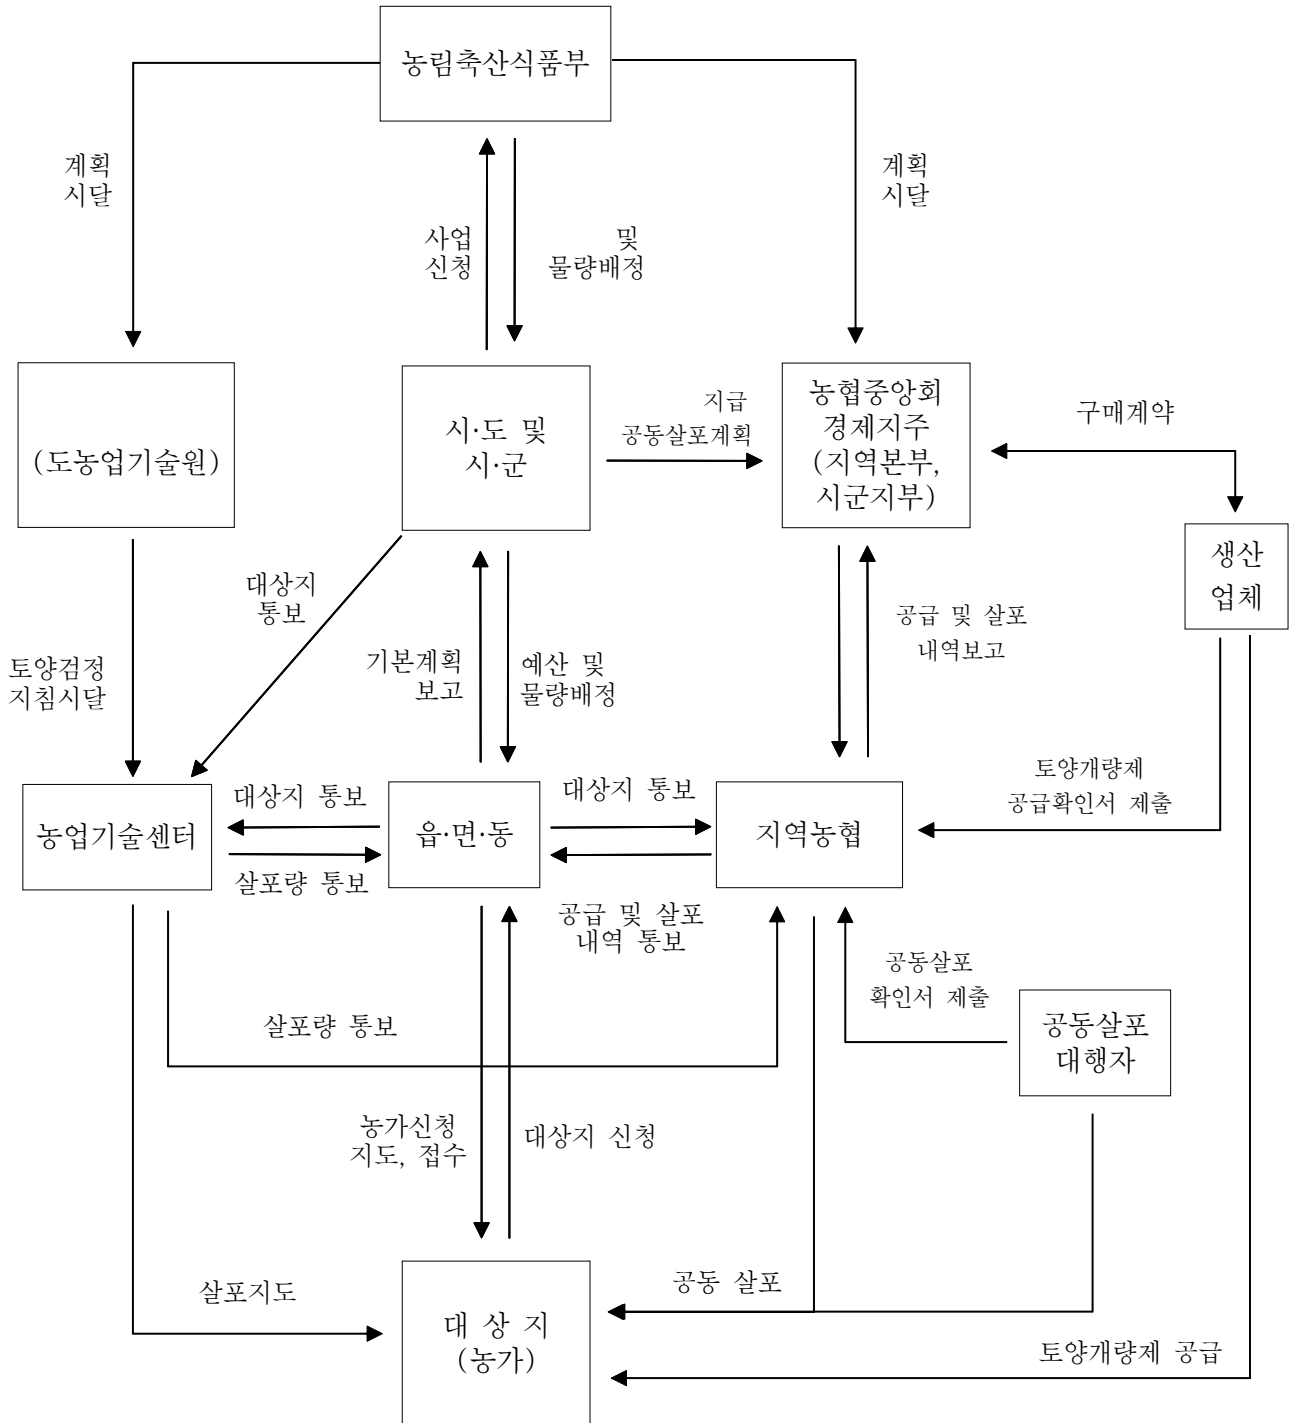 농림축산식품부
계획
시달
계획
시달
사업
신청
및
물량배정
(도농업기술원)
시·도 및
시·군
지급
공동살포계획
농협중앙회
경제지주
(지역본부,
시군지부)
구매계약
생산
업체
대상지
통보
토양검정
지침시달
기본계획
보고
예산 및
물량배정
공급 및 살포
내역보고
토양개량제
공급확인서 제출
농업기술센터
대상지 통보
살포량 통보
읍·면·동
대상지 통보
공급 및 살포
내역 통보
지역농협
공동살포
확인서 제출
공동살포
대행자
살포량 통보
농가신청
지도, 접수
대상지 신청
살포지도
공동 살포
대 상 지
(농가)
토양개량제 공급